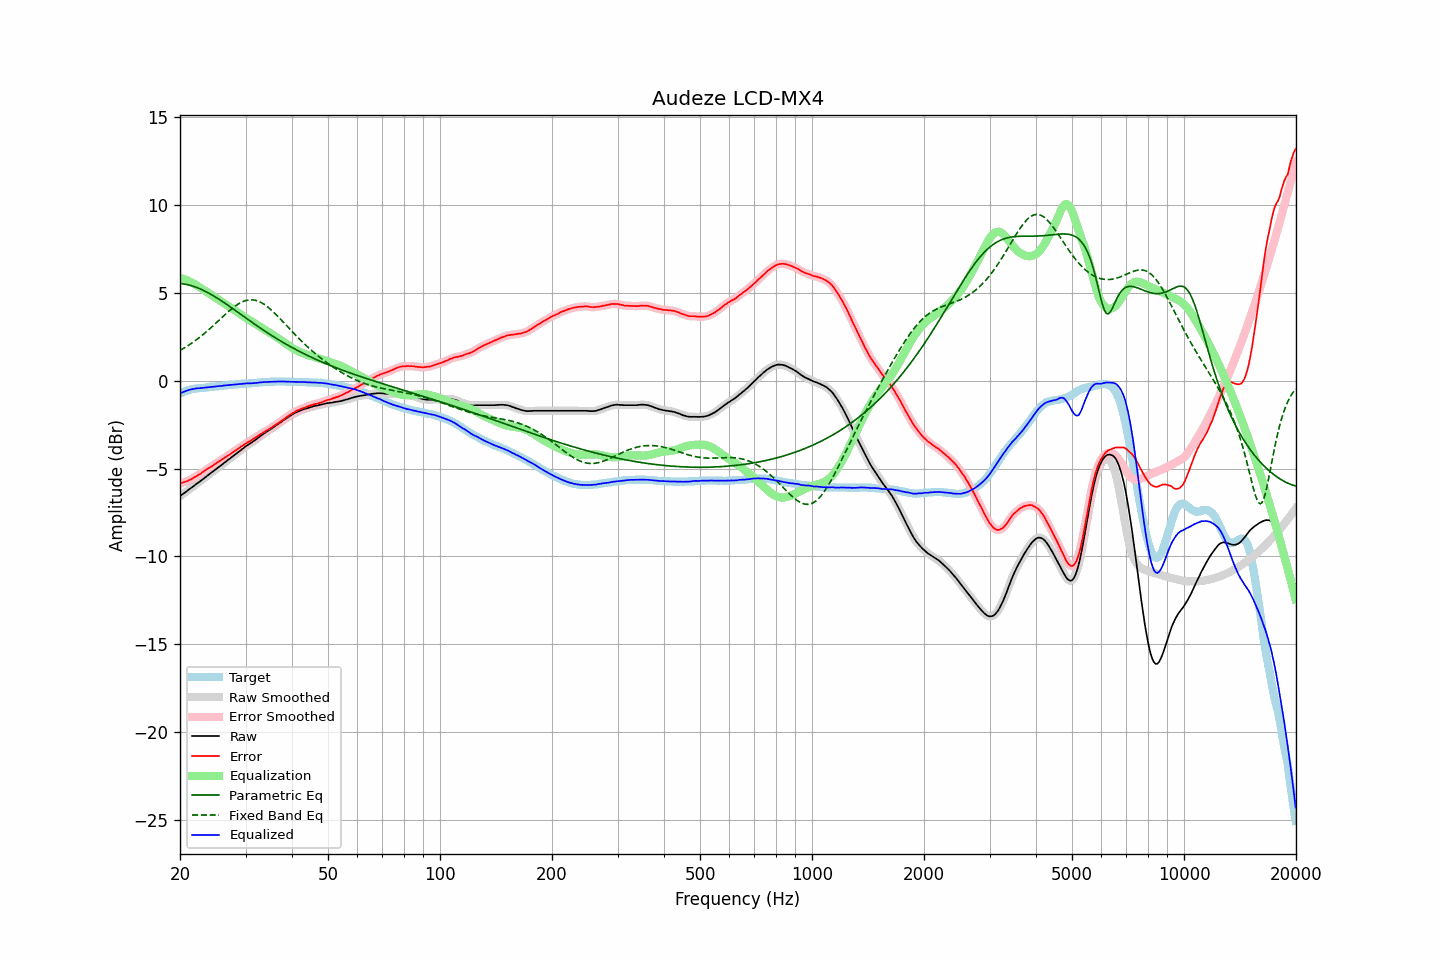 Audeze LCD-MX4
15
10
5
0
−5
−10
−15
−20
−25
Amplitude (dBr)
Target
Raw Smoothed
Error Smoothed
Raw
Error
Equalization
Parametric Eq
Fixed Band Eq
Equalized
20 50 100 200 500 1000 2000 5000 10000 20000
Frequency (Hz)